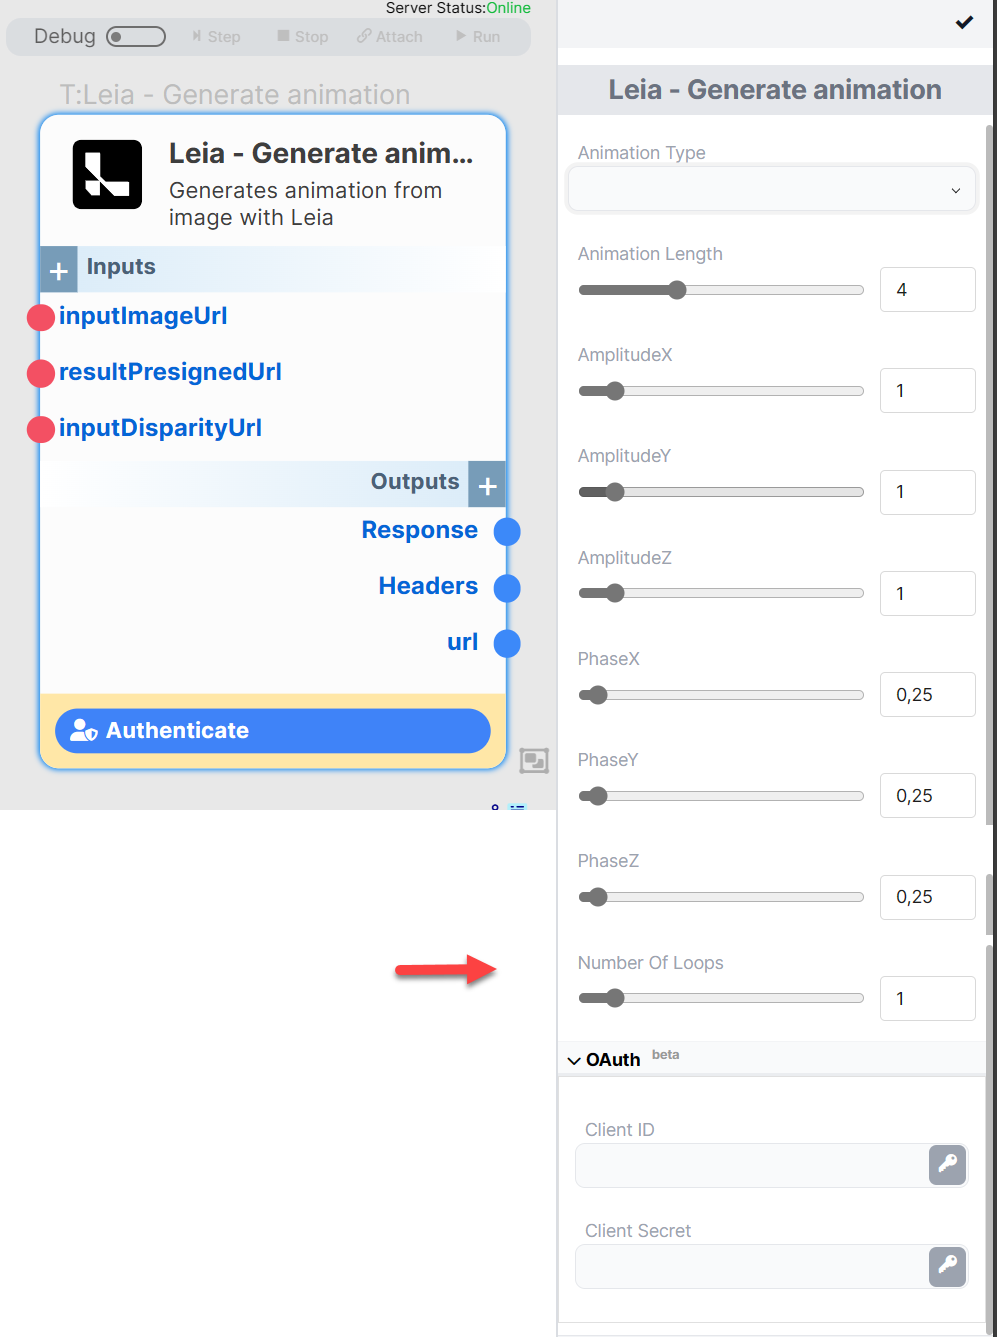 Server Status:Online
Debug
Step
Stop
Attach
Run
T:Leia - Generate animation
Leia - Generate anim...
Generates animation from
image with Leia
+ Inputs
inputImageUrl
resultPresignedUrl
inputDisparityUrl
Outputs +
Response
Headers
url
Authenticate
Leia - Generate animation
Animation Type
Animation Length
4
AmplitudeX
1
AmplitudeY
1
AmplitudeZ
1
PhaseX
0,25
PhaseY
0,25
PhaseZ
0,25
Number Of Loops
1
OAuth beta
Client ID
Client Secret